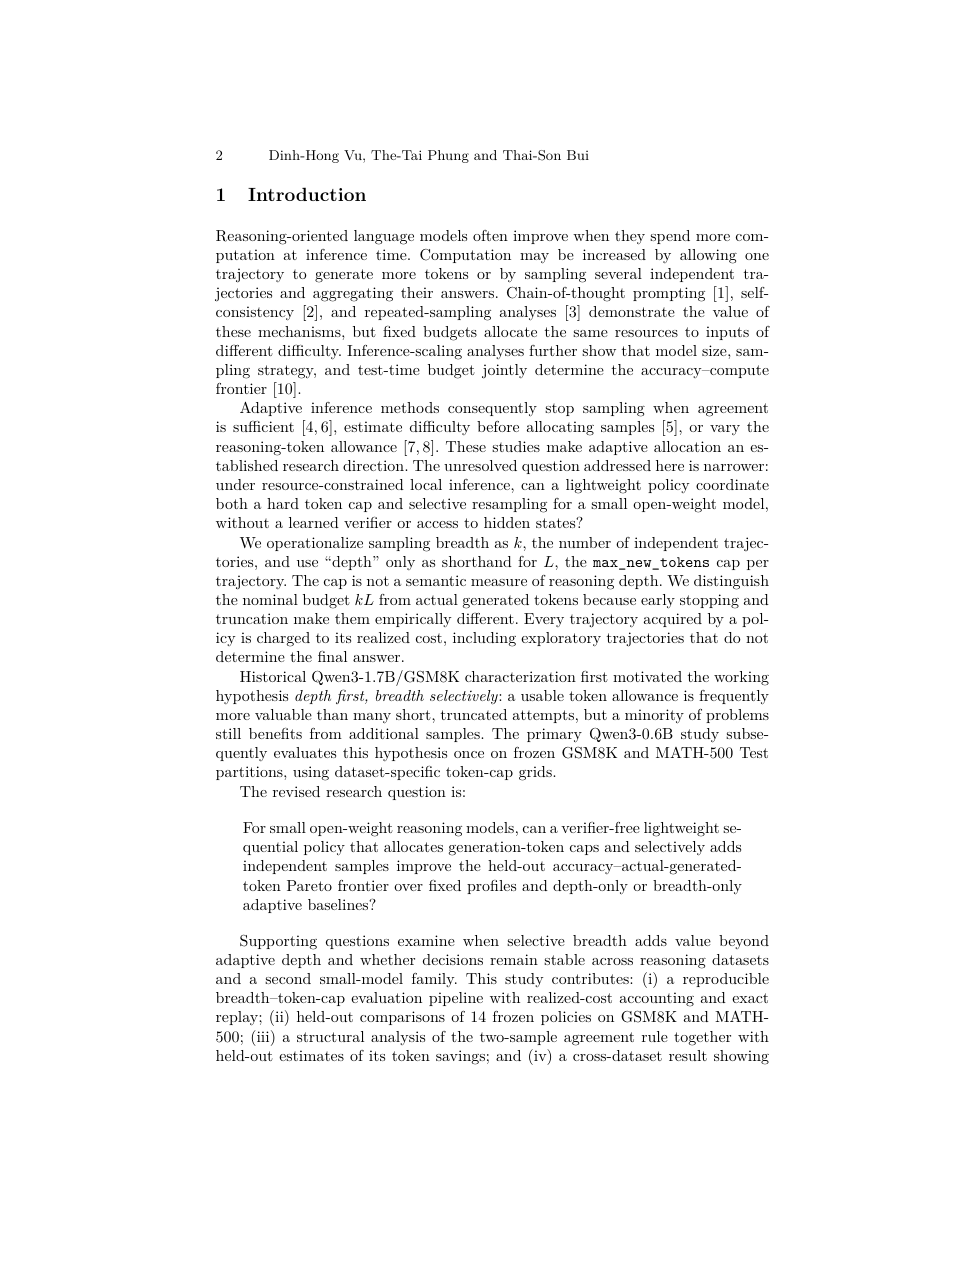 2 Dinh-Hong Vu, The-Tai Phung and Thai-Son Bui
1 Introduction
Reasoning-oriented language models often improve when they spend more com-
putation at inference time. Computation may be increased by allowing one
trajectory to generate more tokens or by sampling several independent tra-
jectories and aggregating their answers. Chain-of-thought prompting [1], self-
consistency [2], and repeated-sampling analyses [3] demonstrate the value of
these mechanisms, but fixed budgets allocate the same resources to inputs of
different difficulty. Inference-scaling analyses further show that model size, sam-
pling strategy, and test-time budget jointly determine the accuracy–compute
frontier [10].
Adaptive inference methods consequently stop sampling when agreement
is sufficient [4, 6], estimate difficulty before allocating samples [5], or vary the
reasoning-token allowance [7, 8]. These studies make adaptive allocation an es-
tablished research direction. The unresolved question addressed here is narrower:
under resource-constrained local inference, can a lightweight policy coordinate
both a hard token cap and selective resampling for a small open-weight model,
without a learned verifier or access to hidden states?
We operationalize sampling breadth as k, the number of independent trajec-
tories, and use “depth” only as shorthand for L, the max_new_tokens cap per
trajectory. The cap is not a semantic measure of reasoning depth. We distinguish
the nominal budget kL from actual generated tokens because early stopping and
truncation make them empirically different. Every trajectory acquired by a pol-
icy is charged to its realized cost, including exploratory trajectories that do not
determine the final answer.
Historical Qwen3-1.7B/GSM8K characterization first motivated the working
hypothesis depth first, breadth selectively: a usable token allowance is frequently
more valuable than many short, truncated attempts, but a minority of problems
still benefits from additional samples. The primary Qwen3-0.6B study subse-
quently evaluates this hypothesis once on frozen GSM8K and MATH-500 Test
partitions, using dataset-specific token-cap grids.
The revised research question is:
For small open-weight reasoning models, can a verifier-free lightweight se-
quential policy that allocates generation-token caps and selectively adds
independent samples improve the held-out accuracy–actual-generated-
token Pareto frontier over fixed profiles and depth-only or breadth-only
adaptive baselines?
Supporting questions examine when selective breadth adds value beyond
adaptive depth and whether decisions remain stable across reasoning datasets
and a second small-model family. This study contributes: (i) a reproducible
breadth–token-cap evaluation pipeline with realized-cost accounting and exact
replay; (ii) held-out comparisons of 14 frozen policies on GSM8K and MATH-
500; (iii) a structural analysis of the two-sample agreement rule together with
held-out estimates of its token savings; and (iv) a cross-dataset result showing